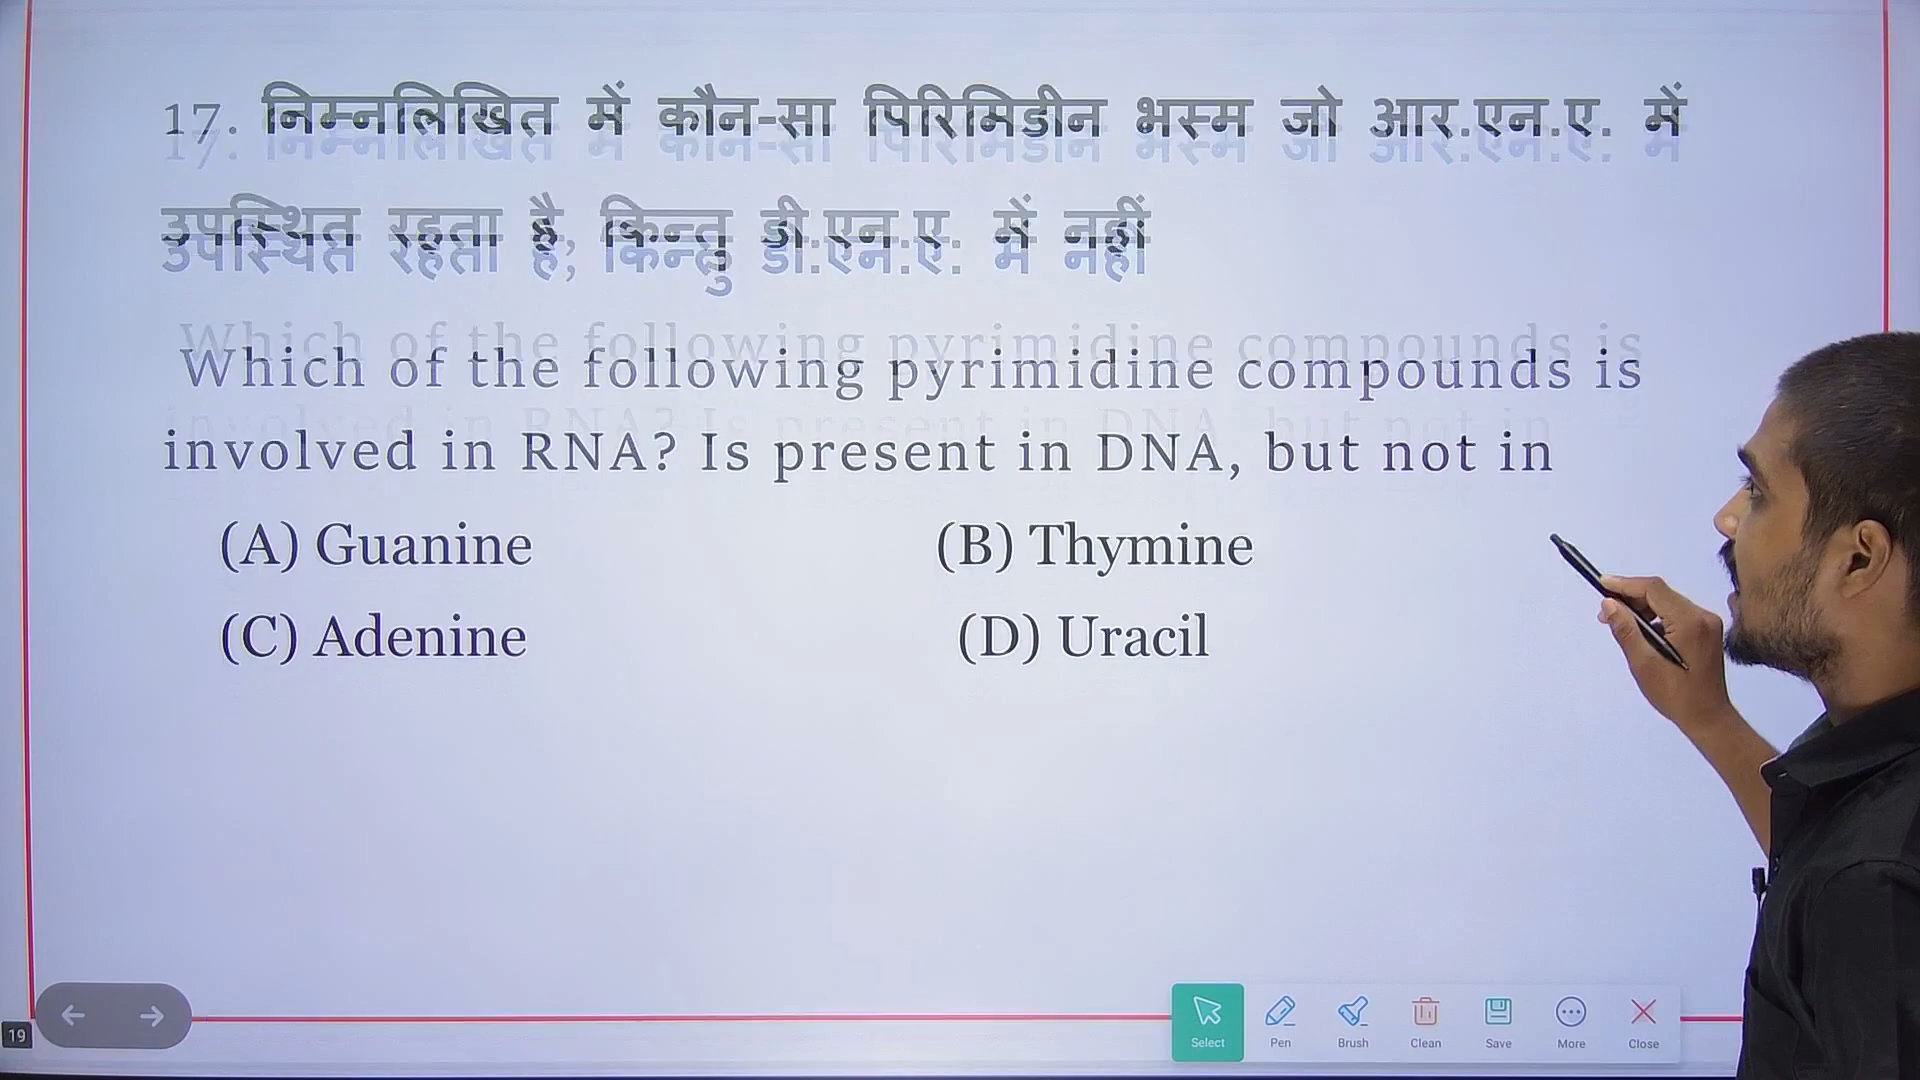 17. निम्नलिखित में कौन-सा पिरिमिडीन भस्म जो आर.एन.ए. में
उपस्थित रहता है, किन्तु डी.एन.ए. में नहीं
Which of the following pyrimidine compounds is
involved in RNA? Is present in DNA, but not in
(A) Guanine (B) Thymine
(C) Adenine (D) Uracil
19
Select Pen Brush Clean Save More Close